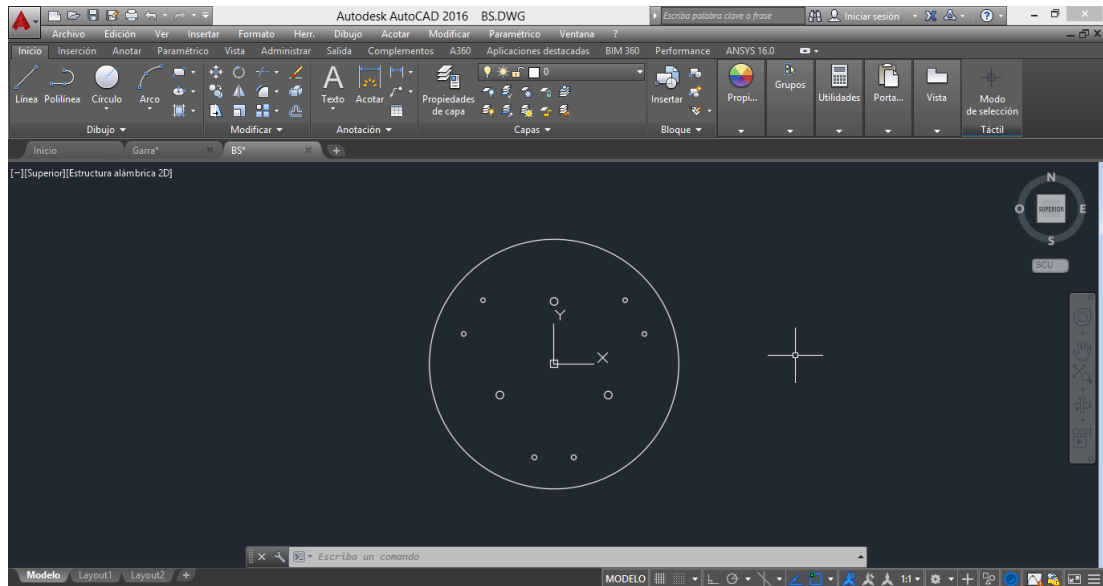 Autodesk AutoCAD 2016 BS.DWG
Escriba palabra clave o frase
Iniciar sesión
?
Archivo Edición Ver Insertar Formato Herr. Dibujo Acotar Modificar Paramétrico Ventana ?
Inicio Inserción Anotar Paramétrico Vista Administrar Salida Complementos A360 Aplicaciones destacadas BIM 360 Performance ANSYS 16.0
0
Línea Polilínea Círculo Arco
A
Texto Acotar
Propiedades
de capa
Insertar
Propi...
Grupos
Utilidades
Porta...
Vista
Modo
de selección
Dibujo Modificar Anotación Capas Bloque Táctil
Inicio Garra* BS*
[−][Superior][Estructura alámbrica 2D]
N
O SUPERIOR E
S
SCU
Y
X
Escriba un comando
Modelo Layout1 Layout2 +
MODELO 1:1